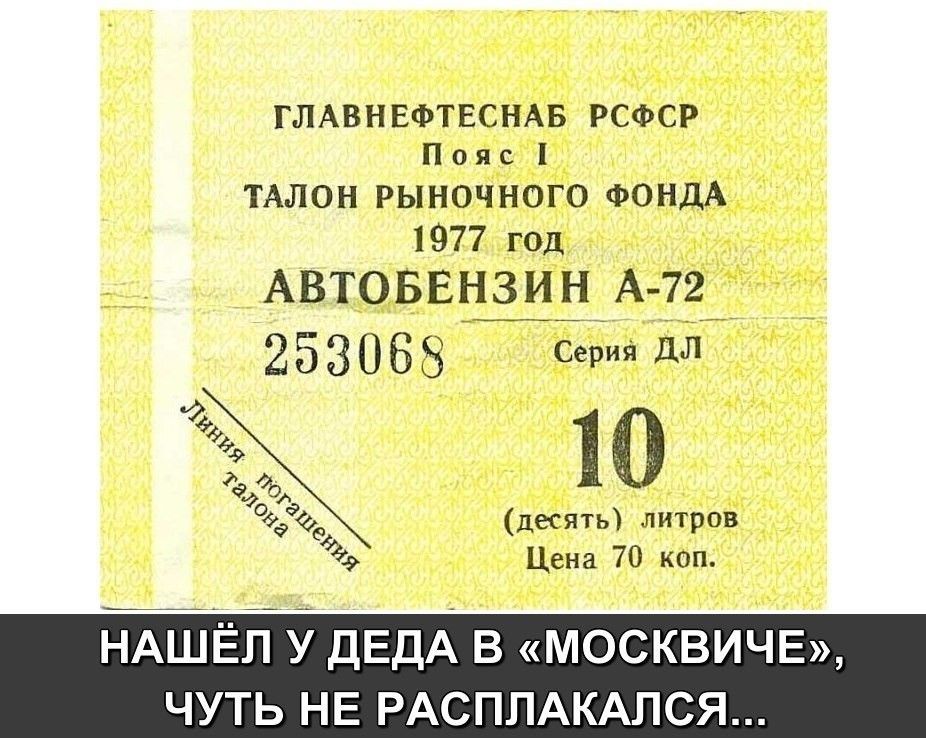 ГЛАВНЕФТЕСНАБ РСФСР
Пояс I
ТАЛОН РЫНОЧНОГО ФОНДА
1977 год
АВТОБЕНЗИН А-72
253068 Серия ДЛ
Линия погашения
талона
10
(десять) литров
Цена 70 коп.
НАШЁЛ У ДЕДА В «МОСКВИЧЕ»,
ЧУТЬ НЕ РАСПЛАКАЛСЯ...